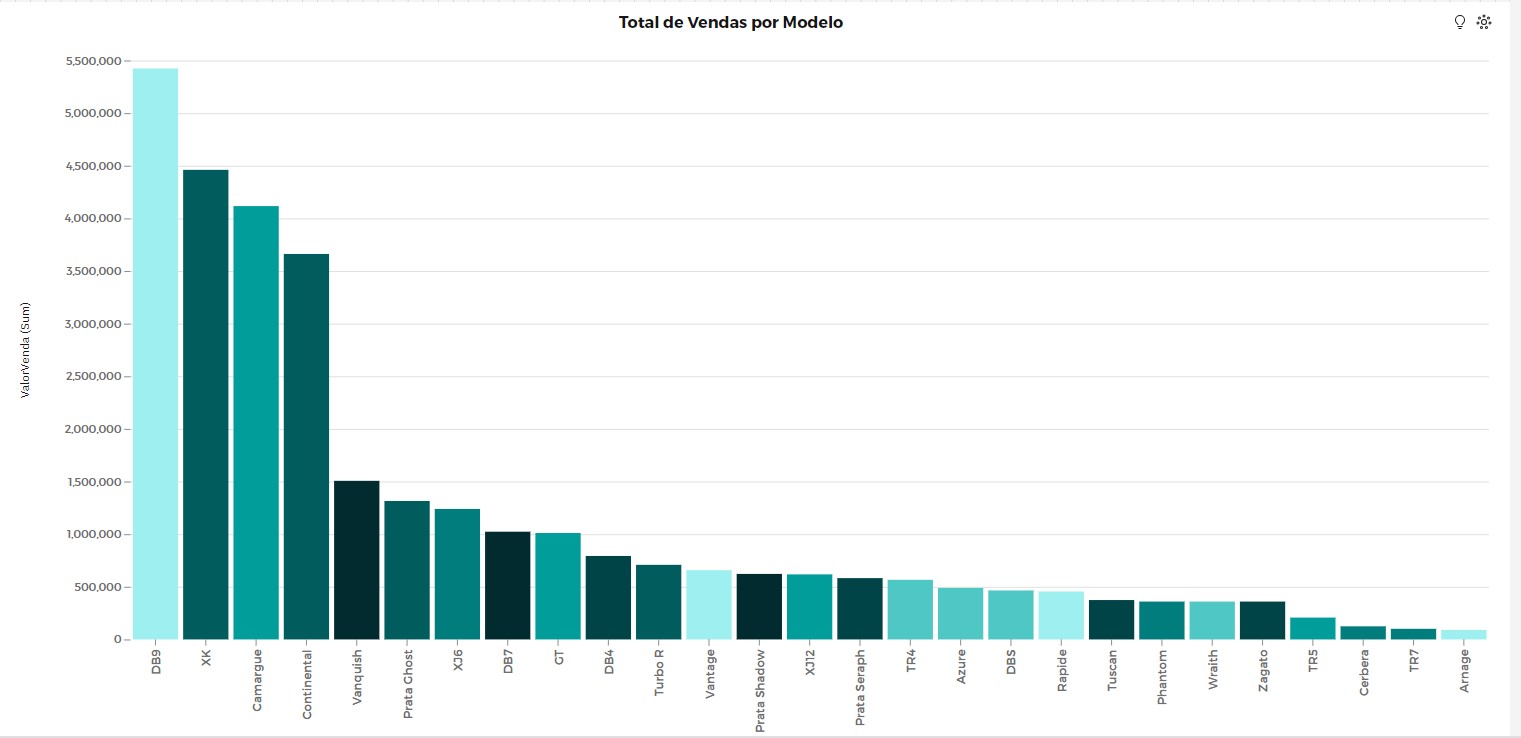 Total de Vendas por Modelo
5,500,000
5,000,000
4,500,000
4,000,000
3,500,000
3,000,000
2,500,000
2,000,000
1,500,000
1,000,000
500,000
0
ValorVenda (Sum)
DB9
XK
Camargue
Continental
Vanquish
Prata Ghost
XJ6
DB7
GT
DB4
Turbo R
Vantage
Prata Shadow
XJ12
Prata Seraph
TR4
Azure
DBS
Rapide
Tuscan
Phantom
Wraith
Zagato
TR5
Cerbera
TR7
Arnage